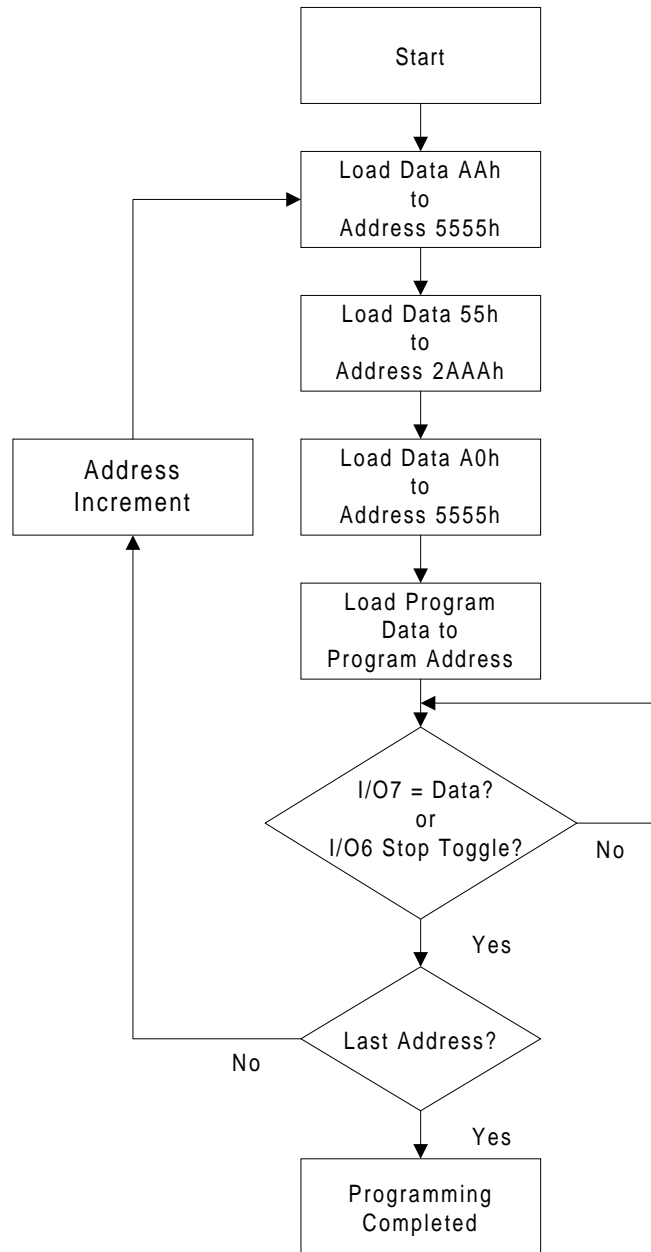 Start
Load Data AAh
to
Address 5555h
Load Data 55h
to
Address 2AAAh
Address
Increment
Load Data A0h
to
Address 5555h
Load Program
Data to
Program Address
I/O7 = Data?
or
I/O6 Stop Toggle?
No
Yes
Last Address?
No
Yes
Programming
Completed